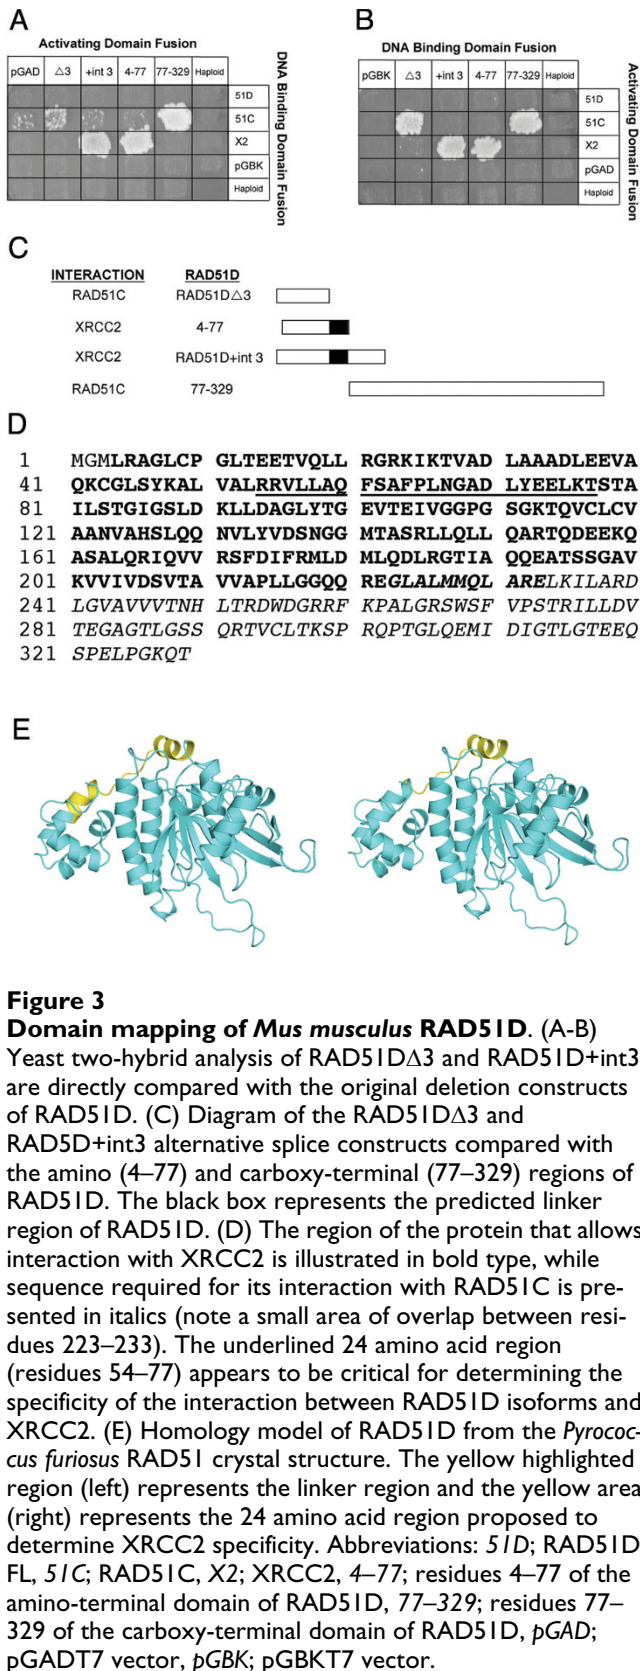 A
Activating Domain Fusion
pGAD △3 +int 3 4-77 77-329 Haploid
51D
51C
X2
pGBK
Haploid
DNA Binding Domain Fusion
B
DNA Binding Domain Fusion
pGBK △3 +int 3 4-77 77-329 Haploid
51D
51C
X2
pGAD
Haploid
Activating Domain Fusion
C
INTERACTION RAD51D
RAD51C RAD51D△3
XRCC2 4-77
XRCC2 RAD51D+int 3
RAD51C 77-329
D
1 MGMLRAGLCP GLTEETVQLL RGRKIKTVAD LAAADLEEVA
41 QKCGLSYKAL VALRRVLLAQ FSAFPLNGAD LYEELKTSTA
81 ILSTGIGSLD KLLDAGLYTG EVTEIVGGPG SGKTQVCLCV
121 AANVAHSLQQ NVLYVDSNGG MTASRLLQLL QARTQDEEKQ
161 ASALQRIQVV RSFDIFRMLD MLQDLRGTIA QQEATSSGAV
201 KVVIVDSVTA VVAPLLGGQQ REGLALMMQL ARELKILARD
241 LGVAVVVTNH LTRDWDGRRF KPALGRSWSF VPSTRILLDV
281 TEGAGTLGSS QRTVCLTKSP RQPTGLQEMI DIGTLGTEEQ
321 SPELPGKQT
E
Figure 3
Domain mapping of Mus musculus RAD51D. (A-B)
Yeast two-hybrid analysis of RAD51DΔ3 and RAD51D+int3
are directly compared with the original deletion constructs
of RAD51D. (C) Diagram of the RAD51DΔ3 and
RAD5D+int3 alternative splice constructs compared with
the amino (4–77) and carboxy-terminal (77–329) regions of
RAD51D. The black box represents the predicted linker
region of RAD51D. (D) The region of the protein that allows
interaction with XRCC2 is illustrated in bold type, while
sequence required for its interaction with RAD51C is pre-
sented in italics (note a small area of overlap between resi-
dues 223–233). The underlined 24 amino acid region
(residues 54–77) appears to be critical for determining the
specificity of the interaction between RAD51D isoforms and
XRCC2. (E) Homology model of RAD51D from the Pyrococ-
cus furiosus RAD51 crystal structure. The yellow highlighted
region (left) represents the linker region and the yellow area
(right) represents the 24 amino acid region proposed to
determine XRCC2 specificity. Abbreviations: 51D; RAD51D
FL, 51C; RAD51C, X2; XRCC2, 4–77; residues 4–77 of the
amino-terminal domain of RAD51D, 77–329; residues 77–
329 of the carboxy-terminal domain of RAD51D, pGAD;
pGADT7 vector, pGBK; pGBKT7 vector.